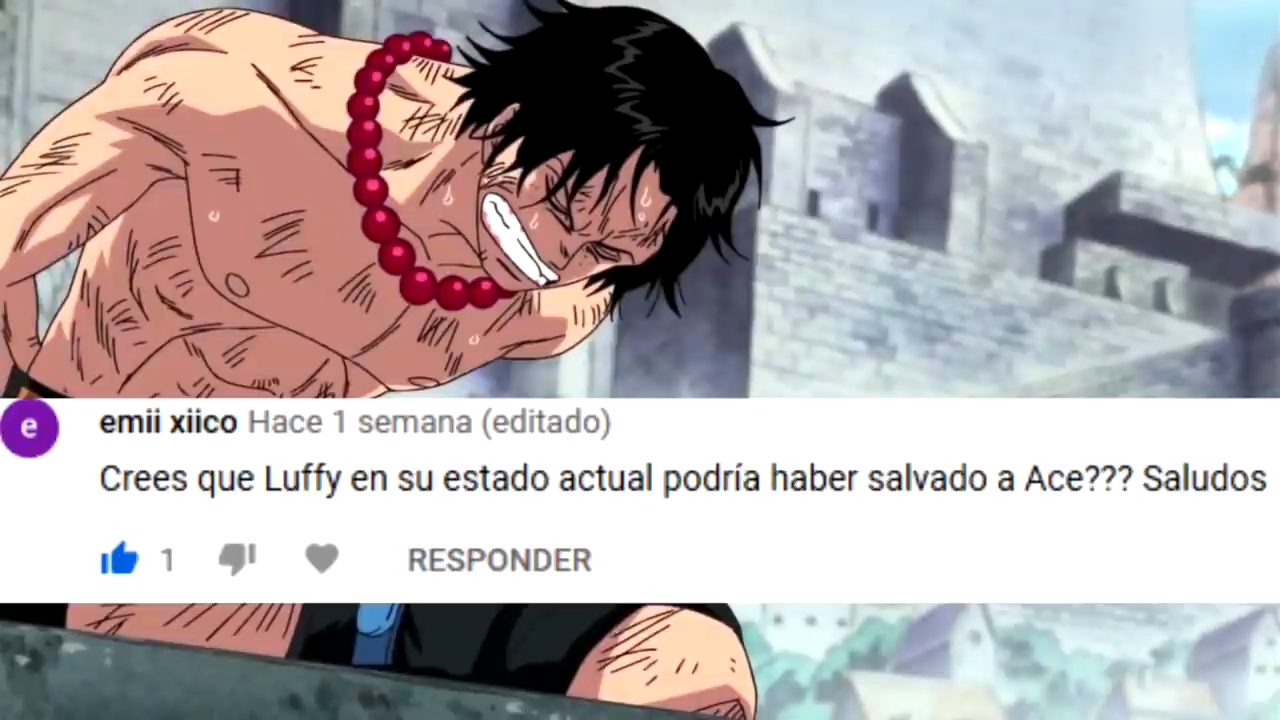 e
emii xiico Hace 1 semana (editado)
Crees que Luffy en su estado actual podría haber salvado a Ace??? Saludos
1
RESPONDER